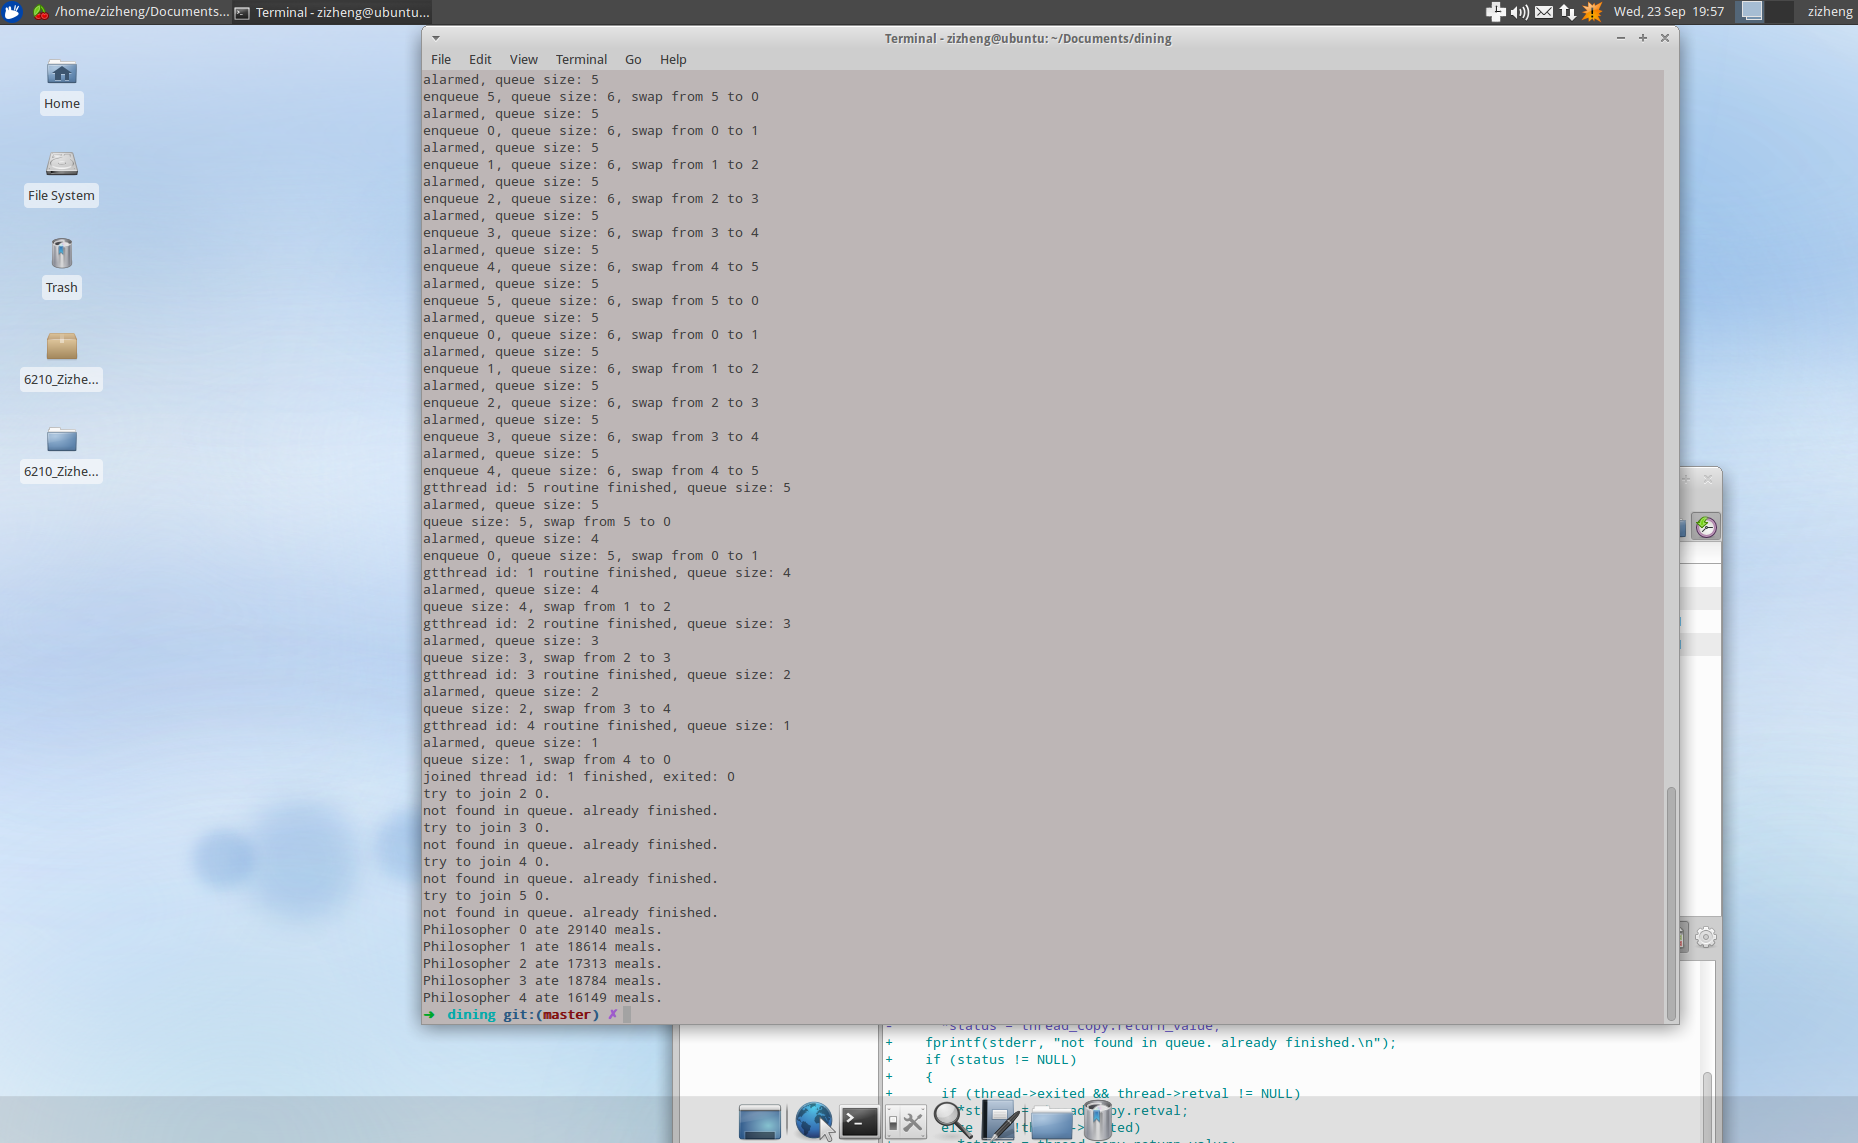 /home/zizheng/Documents...
Terminal - zizheng@ubuntu...
Wed, 23 Sep 19:57
zizheng
Home
File System
Trash
6210_Zizhe...
6210_Zizhe...
Terminal - zizheng@ubuntu: ~/Documents/dining
File Edit View Terminal Go Help
alarmed, queue size: 5
enqueue 5, queue size: 6, swap from 5 to 0
alarmed, queue size: 5
enqueue 0, queue size: 6, swap from 0 to 1
alarmed, queue size: 5
enqueue 1, queue size: 6, swap from 1 to 2
alarmed, queue size: 5
enqueue 2, queue size: 6, swap from 2 to 3
alarmed, queue size: 5
enqueue 3, queue size: 6, swap from 3 to 4
alarmed, queue size: 5
enqueue 4, queue size: 6, swap from 4 to 5
alarmed, queue size: 5
enqueue 5, queue size: 6, swap from 5 to 0
alarmed, queue size: 5
enqueue 0, queue size: 6, swap from 0 to 1
alarmed, queue size: 5
enqueue 1, queue size: 6, swap from 1 to 2
alarmed, queue size: 5
enqueue 2, queue size: 6, swap from 2 to 3
alarmed, queue size: 5
enqueue 3, queue size: 6, swap from 3 to 4
alarmed, queue size: 5
enqueue 4, queue size: 6, swap from 4 to 5
gtthread id: 5 routine finished, queue size: 5
alarmed, queue size: 5
queue size: 5, swap from 5 to 0
alarmed, queue size: 4
enqueue 0, queue size: 5, swap from 0 to 1
gtthread id: 1 routine finished, queue size: 4
alarmed, queue size: 4
queue size: 4, swap from 1 to 2
gtthread id: 2 routine finished, queue size: 3
alarmed, queue size: 3
queue size: 3, swap from 2 to 3
gtthread id: 3 routine finished, queue size: 2
alarmed, queue size: 2
queue size: 2, swap from 3 to 4
gtthread id: 4 routine finished, queue size: 1
alarmed, queue size: 1
queue size: 1, swap from 4 to 0
joined thread id: 1 finished, exited: 0
try to join 2 0.
not found in queue. already finished.
try to join 3 0.
not found in queue. already finished.
try to join 4 0.
not found in queue. already finished.
try to join 5 0.
not found in queue. already finished.
Philosopher 0 ate 29140 meals.
Philosopher 1 ate 18614 meals.
Philosopher 2 ate 17313 meals.
Philosopher 3 ate 18784 meals.
Philosopher 4 ate 16149 meals.
➜ dining git:(master) ✗
- *status = thread_copy.return_value;
+ fprintf(stderr, "not found in queue. already finished.\n");
+ if (status != NULL)
+ {
+ if (thread->exited && thread->retval != NULL)